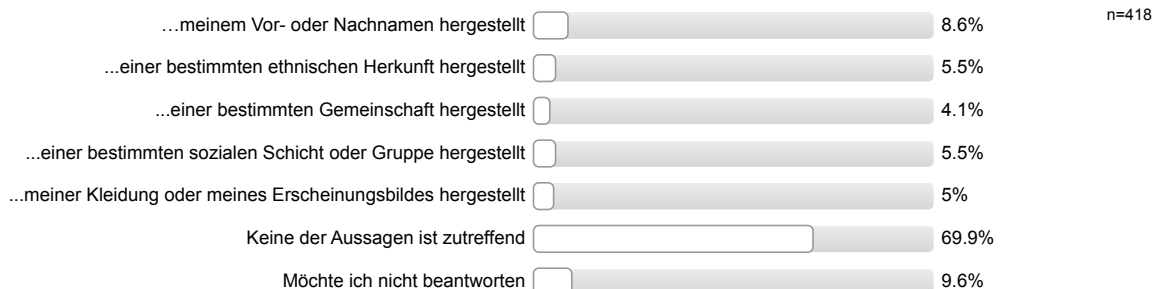 …meinem Vor- oder Nachnamen hergestellt 8.6% n=418
...einer bestimmten ethnischen Herkunft hergestellt 5.5%
...einer bestimmten Gemeinschaft hergestellt 4.1%
...einer bestimmten sozialen Schicht oder Gruppe hergestellt 5.5%
...meiner Kleidung oder meines Erscheinungsbildes hergestellt 5%
Keine der Aussagen ist zutreffend 69.9%
Möchte ich nicht beantworten 9.6%